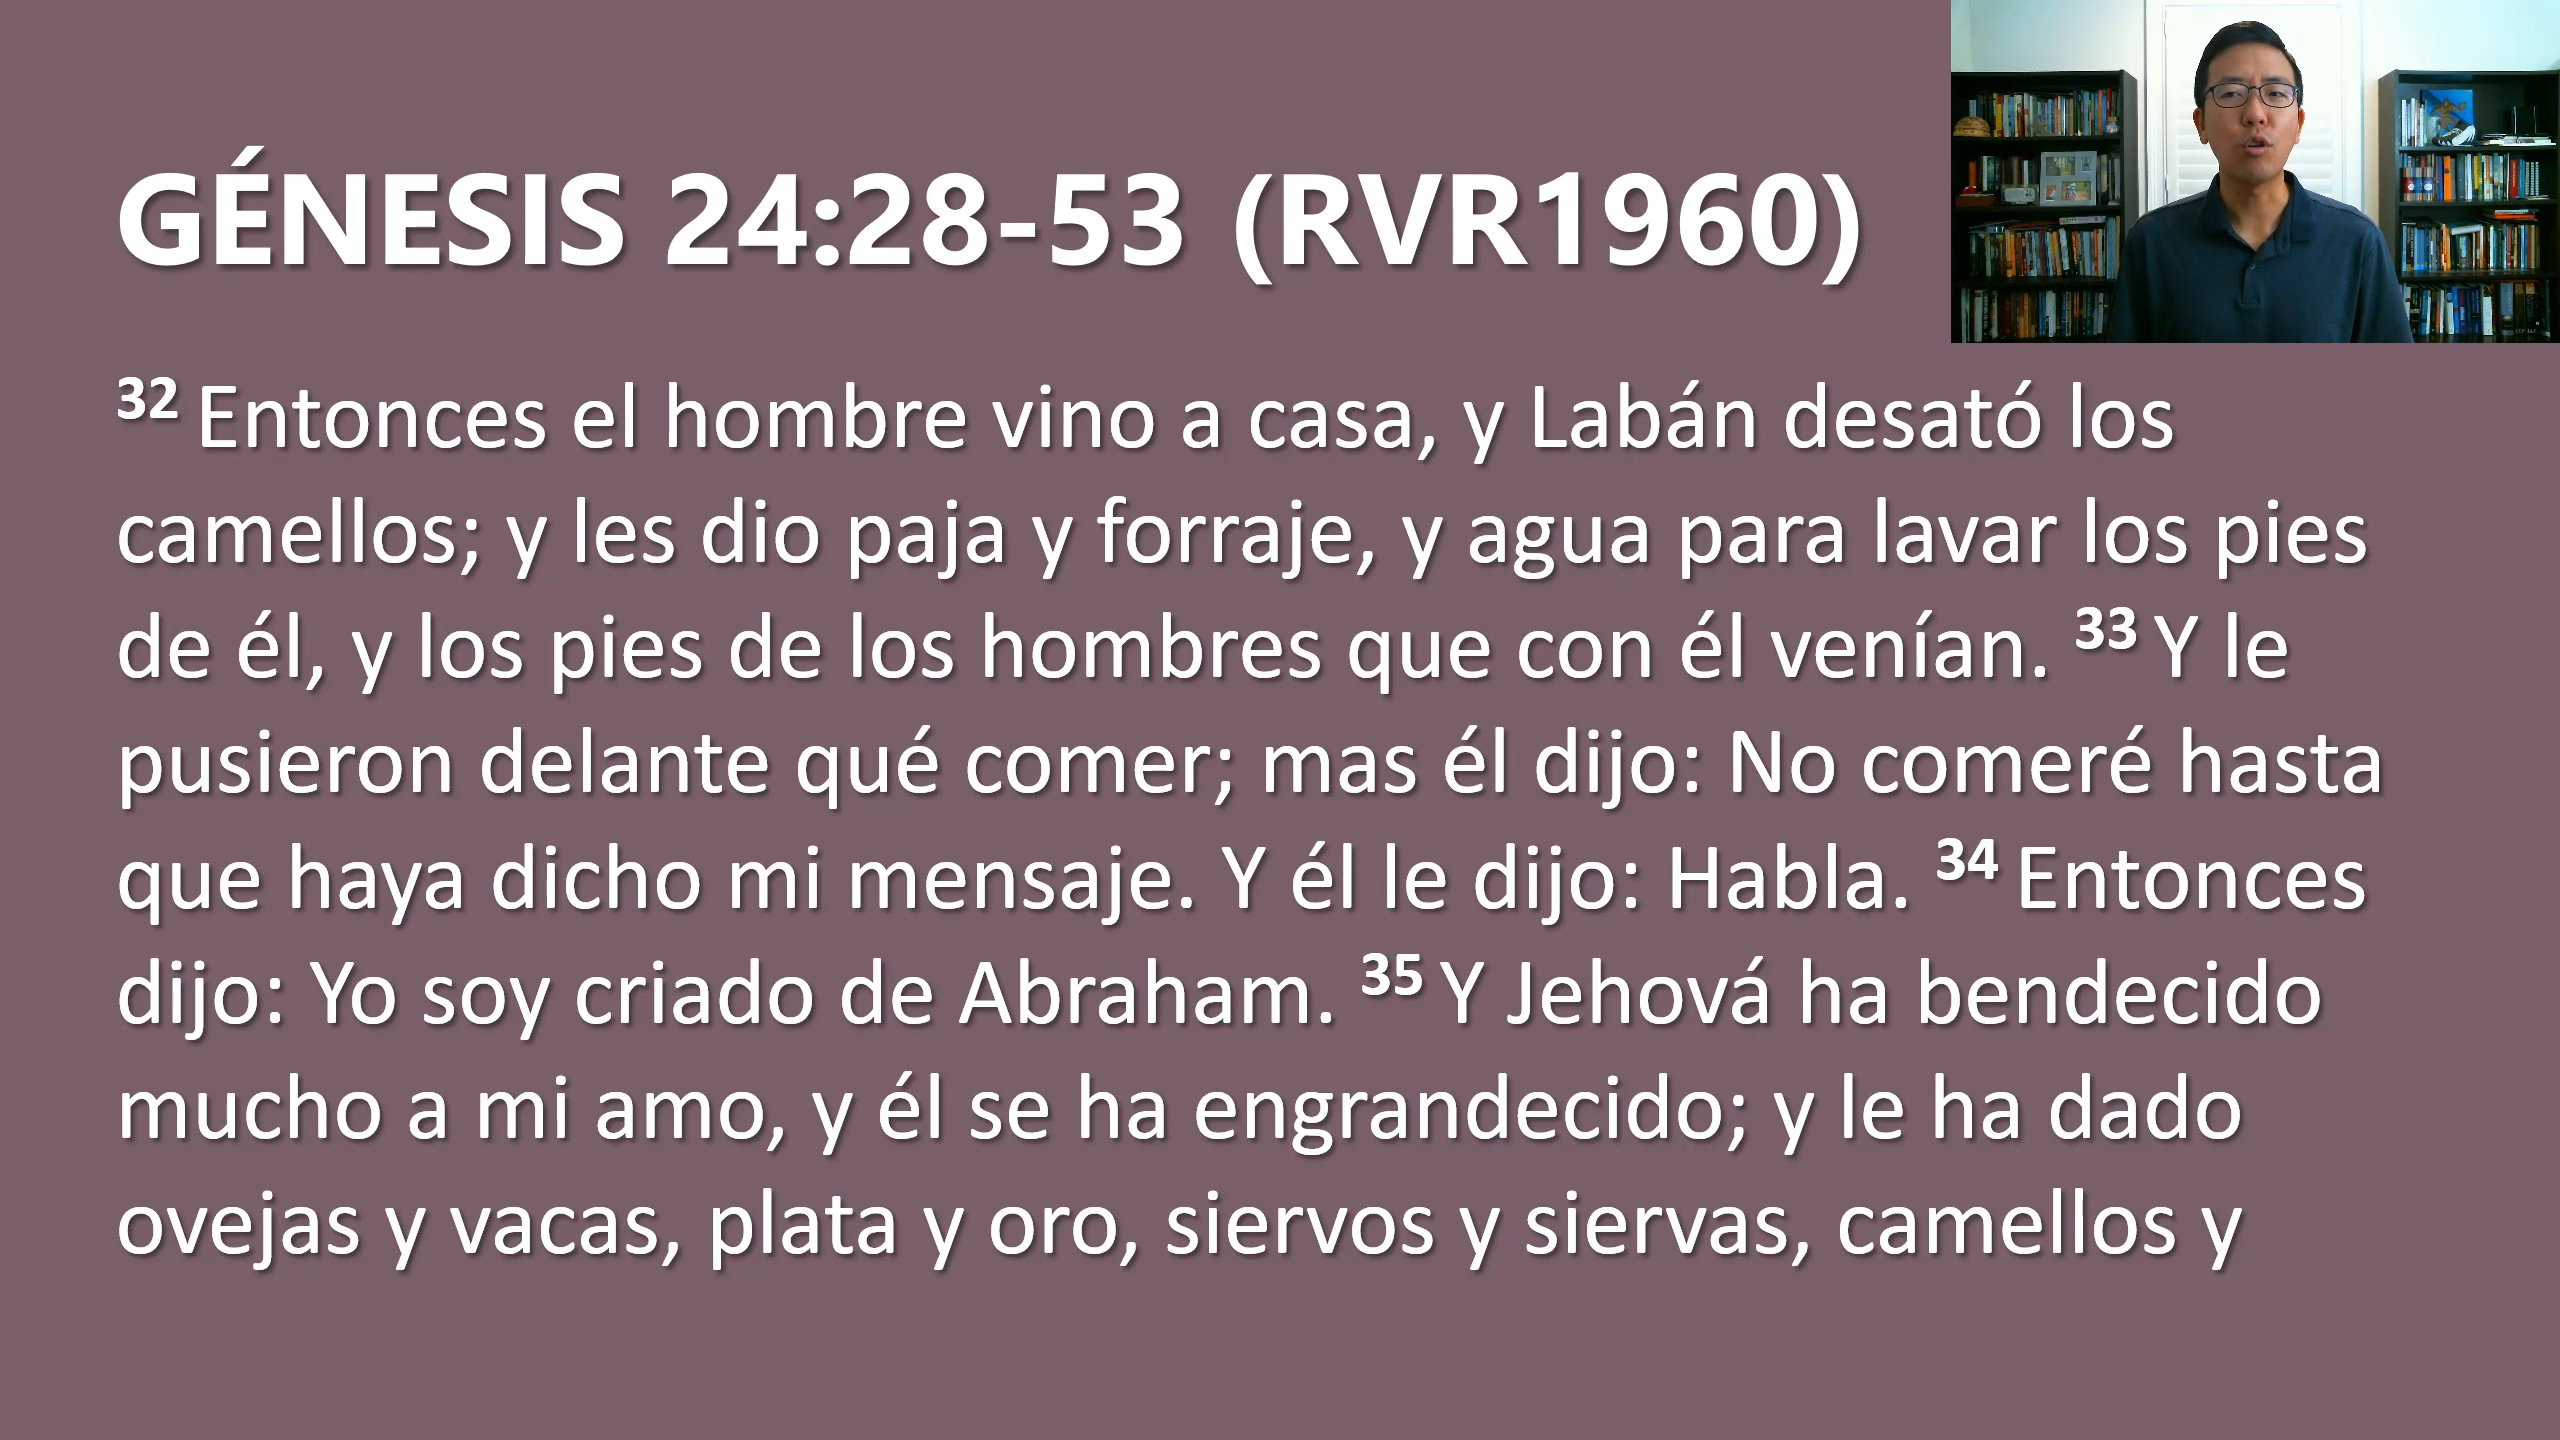 GÉNESIS 24:28-53 (RVR1960)
32 Entonces el hombre vino a casa, y Labán desató los
camellos; y les dio paja y forraje, y agua para lavar los pies
de él, y los pies de los hombres que con él venían. 33 Y le
pusieron delante qué comer; mas él dijo: No comeré hasta
que haya dicho mi mensaje. Y él le dijo: Habla. 34 Entonces
dijo: Yo soy criado de Abraham. 35 Y Jehová ha bendecido
mucho a mi amo, y él se ha engrandecido; y le ha dado
ovejas y vacas, plata y oro, siervos y siervas, camellos y